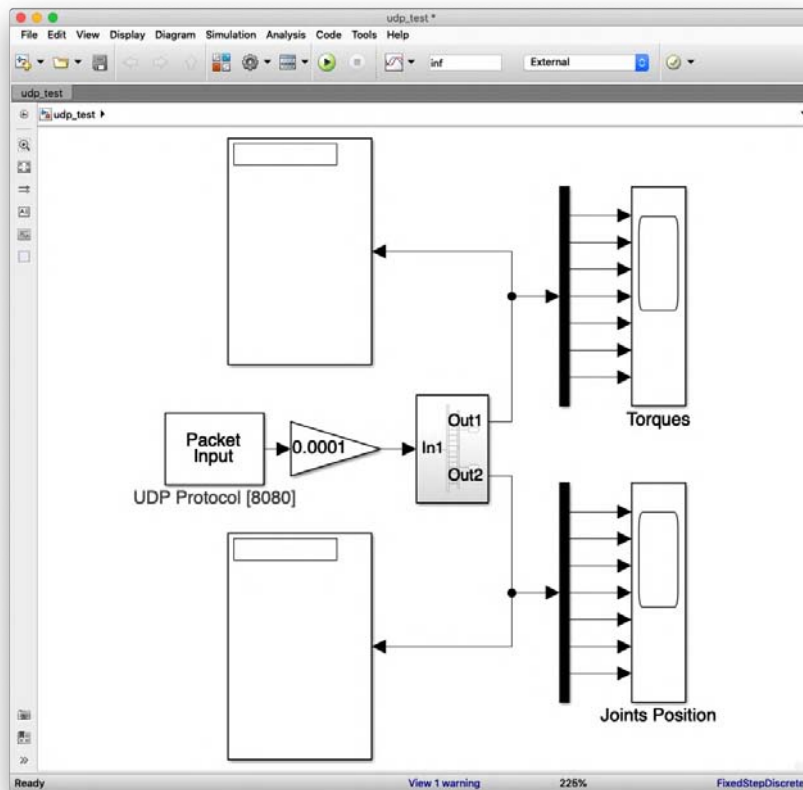 udp_test *
File Edit View Display Diagram Simulation Analysis Code Tools Help
inf
External
udp_test
udp_test
Torques
Packet
Input
0.0001
In1
Out1
Out2
UDP Protocol [8080]
Joints Position
Ready
View 1 warning
225%
FixedStepDiscrete